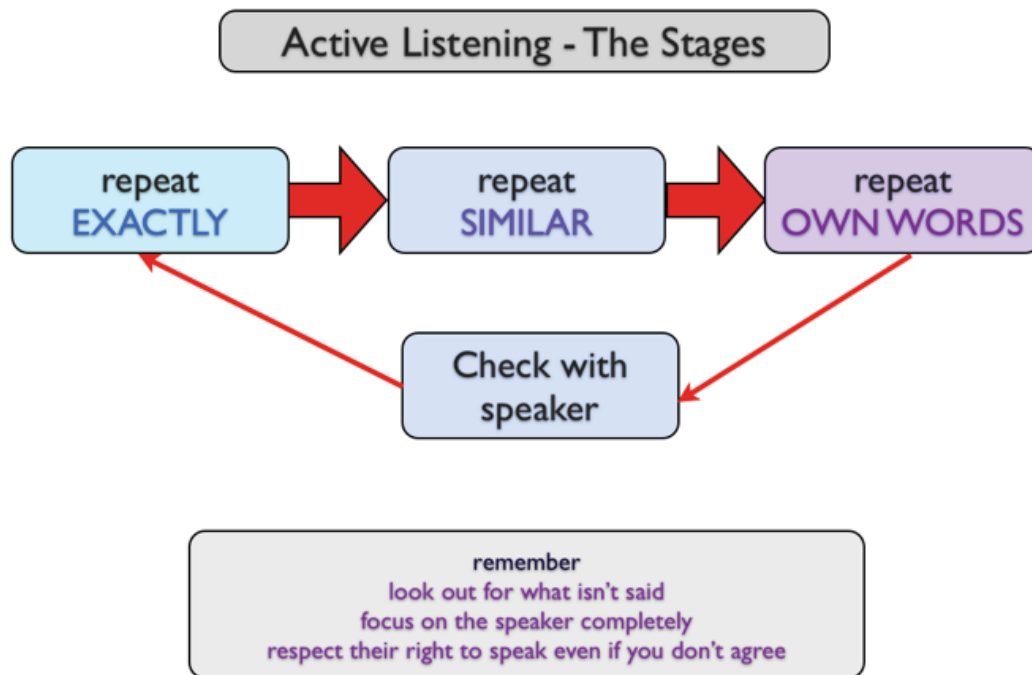 Active Listening - The Stages
repeat
EXACTLY
repeat
SIMILAR
repeat
OWN WORDS
Check with
speaker
remember
look out for what isn't said
focus on the speaker completely
respect their right to speak even if you don't agree